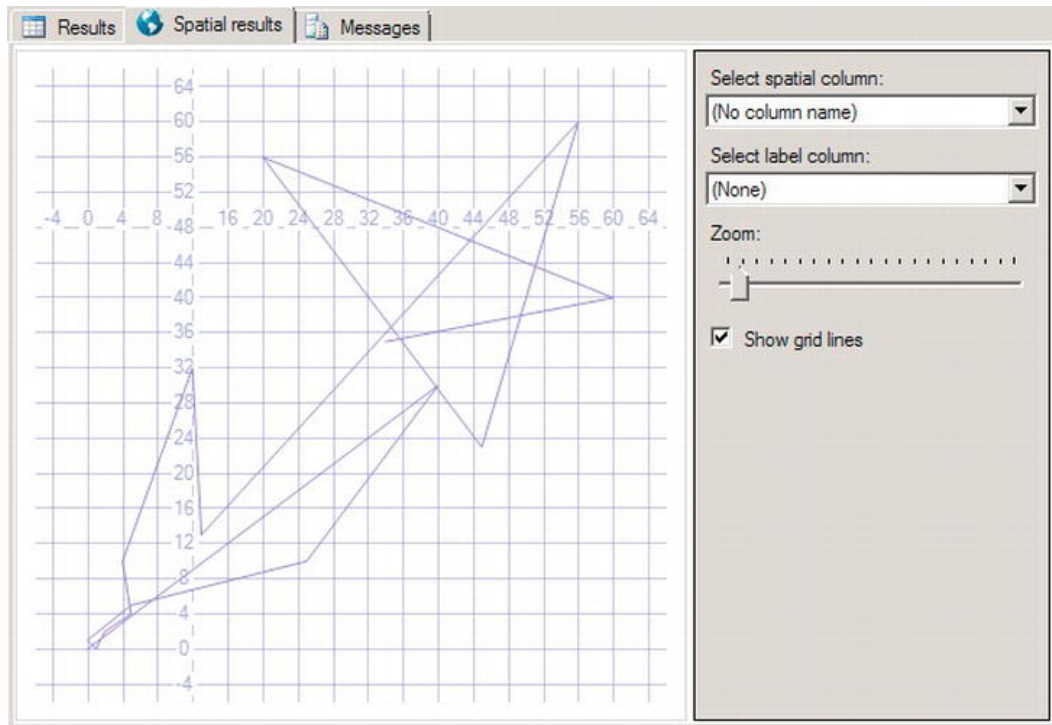 Results Spatial results Messages
64
60
56
52
-4 0 4 8 16 20 24 28 32 36 40 44 48 52 56 60 64
48
44
40
36
32
28
24
20
16
12
8
4
0
-4
Select spatial column:
(No column name)
Select label column:
(None)
Zoom:
Show grid lines